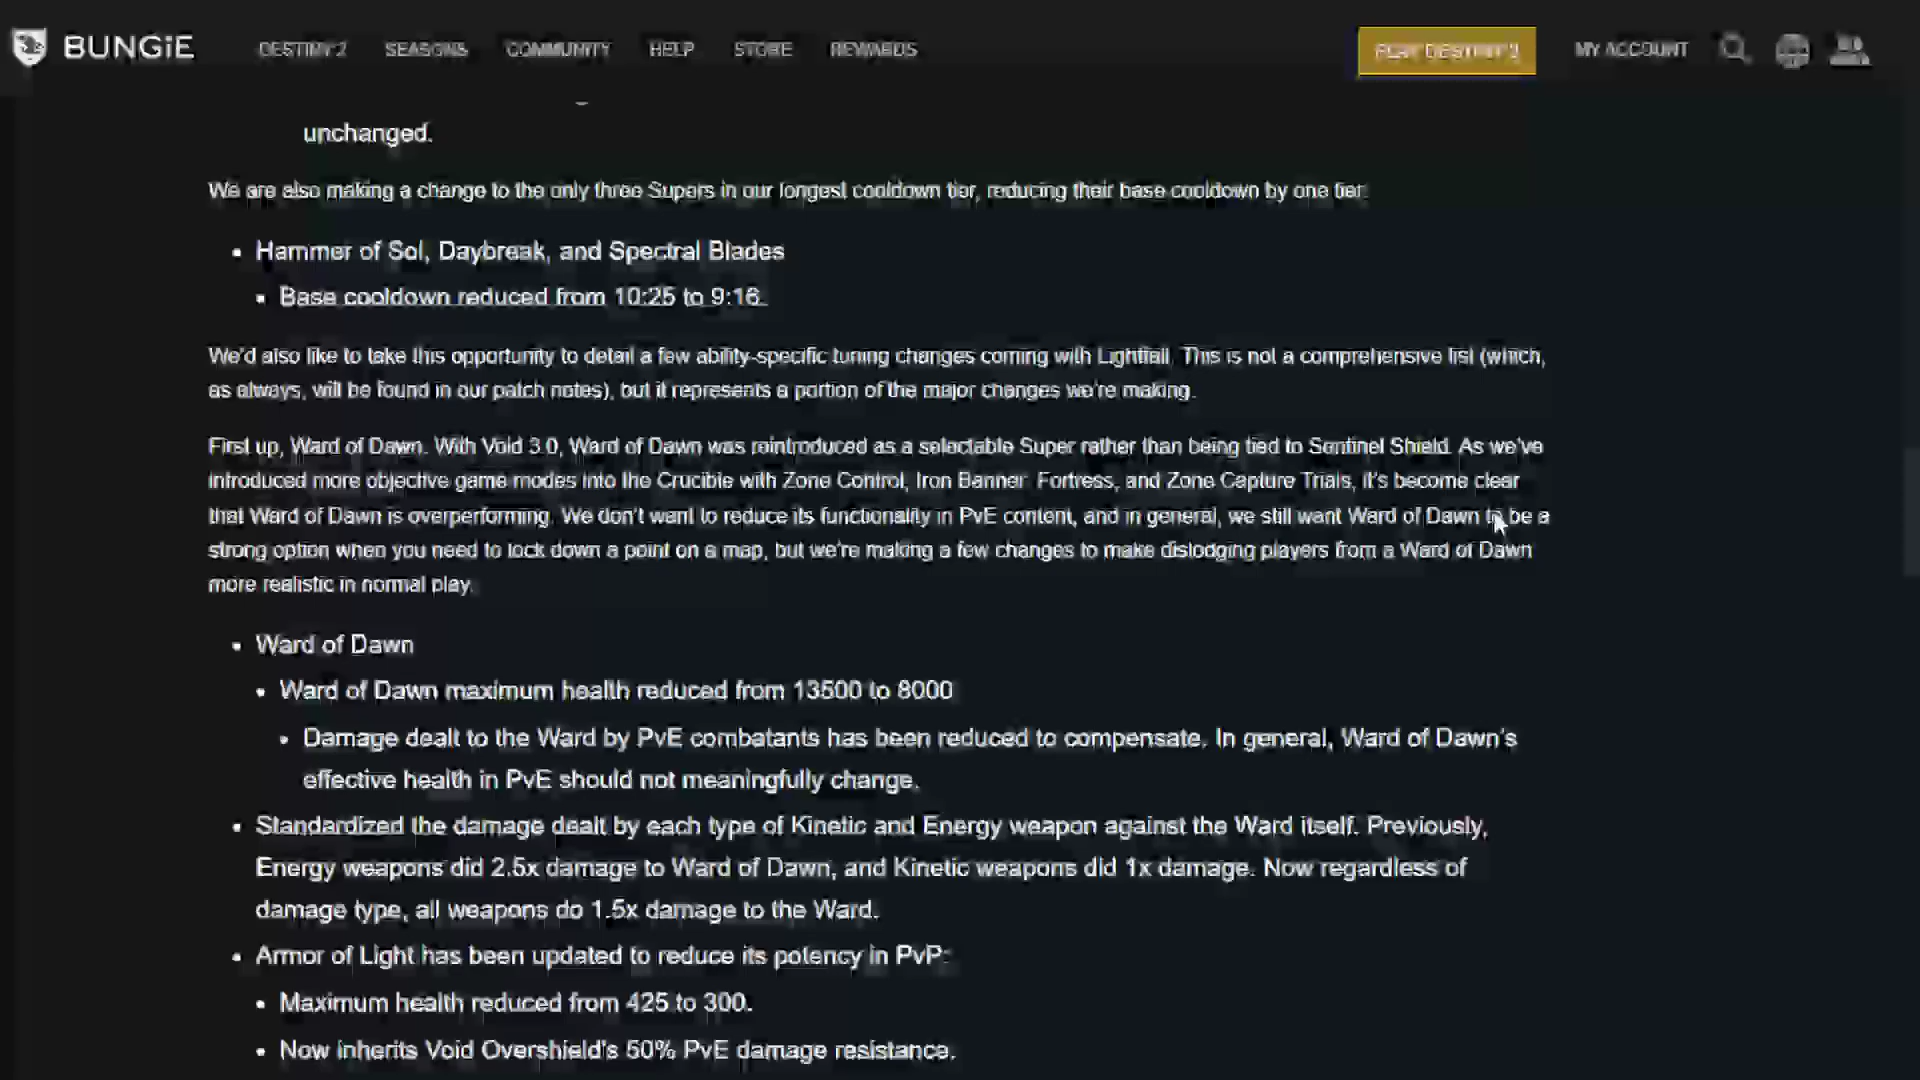 BUNGiE DESTINY 2 SEASONS COMMUNITY HELP STORE REWARDS PLAY DESTINY 2 MY ACCOUNT
unchanged.
We are also making a change to the only three Supers in our longest cooldown tier, reducing their base cooldown by one tier:
• Hammer of Sol, Daybreak, and Spectral Blades
▪ Base cooldown reduced from 10:25 to 9:16.
We'd also like to take this opportunity to detail a few ability-specific tuning changes coming with Lightfall. This is not a comprehensive list (which,
as always, will be found in our patch notes), but it represents a portion of the major changes we're making.
First up, Ward of Dawn. With Void 3.0, Ward of Dawn was reintroduced as a selectable Super rather than being tied to Sentinel Shield. As we've
introduced more objective game modes into the Crucible with Zone Control, Iron Banner: Fortress, and Zone Capture Trials, it's become clear
that Ward of Dawn is overperforming. We don't want to reduce its functionality in PvE content, and in general, we still want Ward of Dawn to be a
strong option when you need to lock down a point on a map, but we're making a few changes to make dislodging players from a Ward of Dawn
more realistic in normal play.
• Ward of Dawn
• Ward of Dawn maximum health reduced from 13500 to 8000
• Damage dealt to the Ward by PvE combatants has been reduced to compensate. In general, Ward of Dawn's
effective health in PvE should not meaningfully change.
• Standardized the damage dealt by each type of Kinetic and Energy weapon against the Ward itself. Previously,
Energy weapons did 2.5x damage to Ward of Dawn, and Kinetic weapons did 1x damage. Now regardless of
damage type, all weapons do 1.5x damage to the Ward.
• Armor of Light has been updated to reduce its potency in PvP:
• Maximum health reduced from 425 to 300.
• Now inherits Void Overshield's 50% PvE damage resistance.